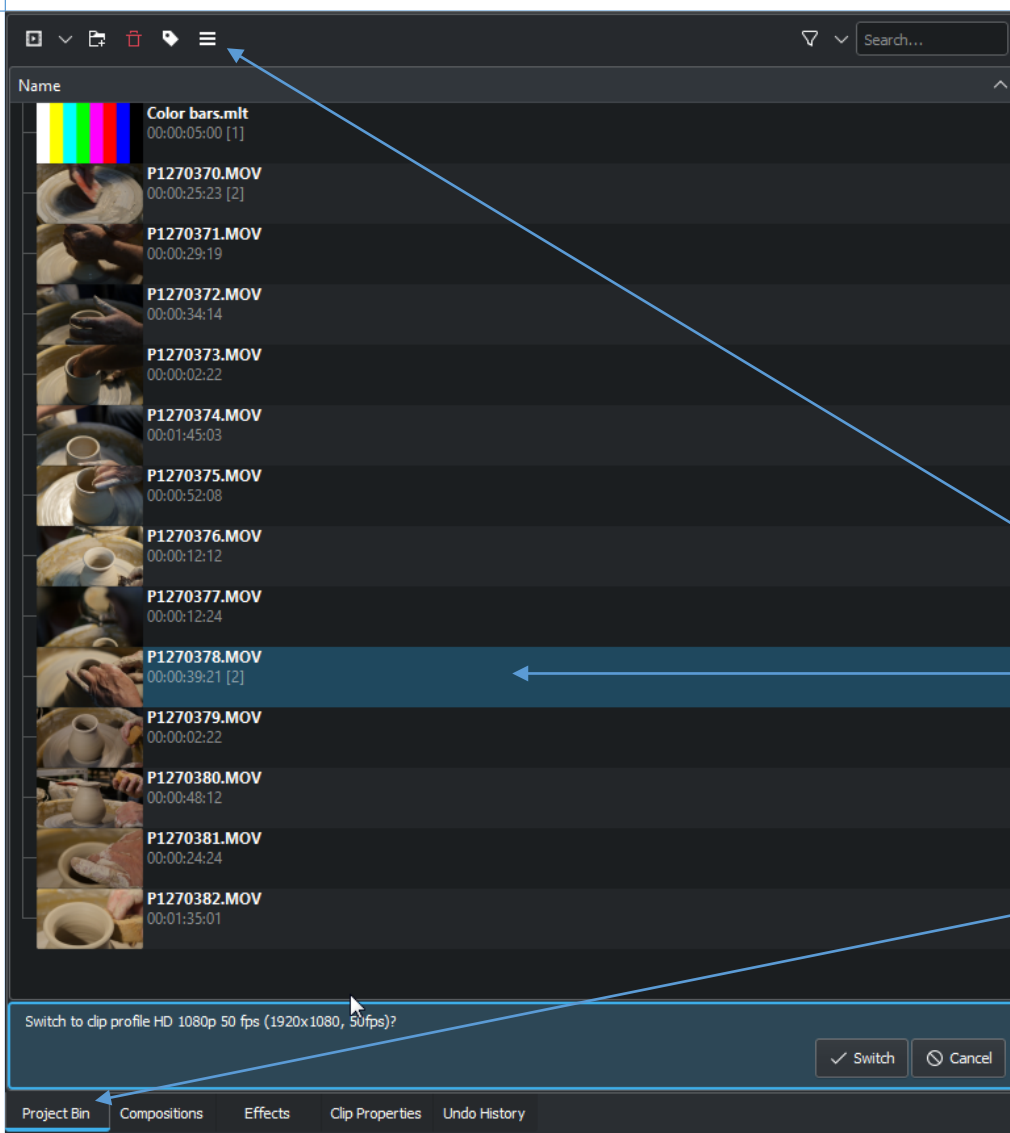 Search...
Name
Color bars.mlt
00:00:05:00 [1]
P1270370.MOV
00:00:25:23 [2]
P1270371.MOV
00:00:29:19
P1270372.MOV
00:00:34:14
P1270373.MOV
00:00:02:22
P1270374.MOV
00:01:45:03
P1270375.MOV
00:00:52:08
P1270376.MOV
00:00:12:12
P1270377.MOV
00:00:12:24
P1270378.MOV
00:00:39:21 [2]
P1270379.MOV
00:00:02:22
P1270380.MOV
00:00:48:12
P1270381.MOV
00:00:24:24
P1270382.MOV
00:01:35:01
Switch to clip profile HD 1080p 50 fps (1920x1080, 50fps)?
Switch Cancel
Project Bin Compositions Effects Clip Properties Undo History